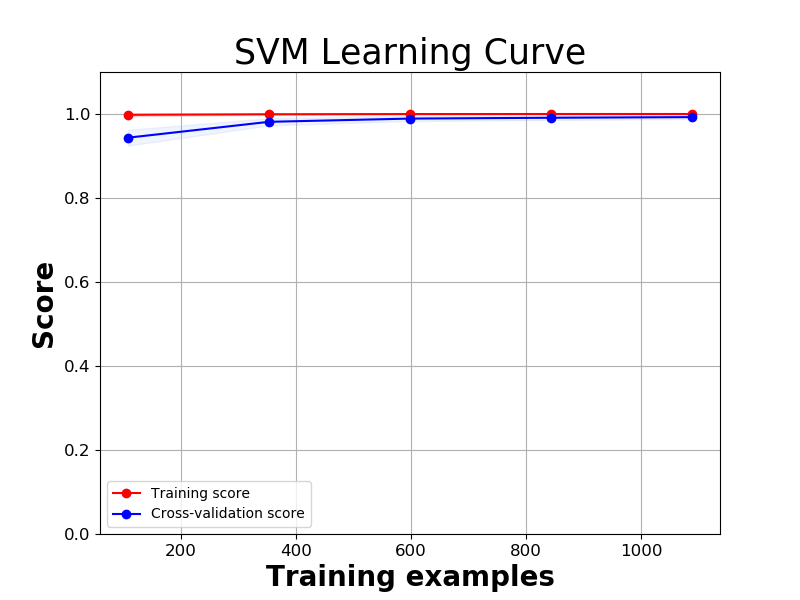 SVM Learning Curve
Score
1.0
0.8
0.6
0.4
0.2
0.0
Training score
Cross-validation score
200 400 600 800 1000
Training examples